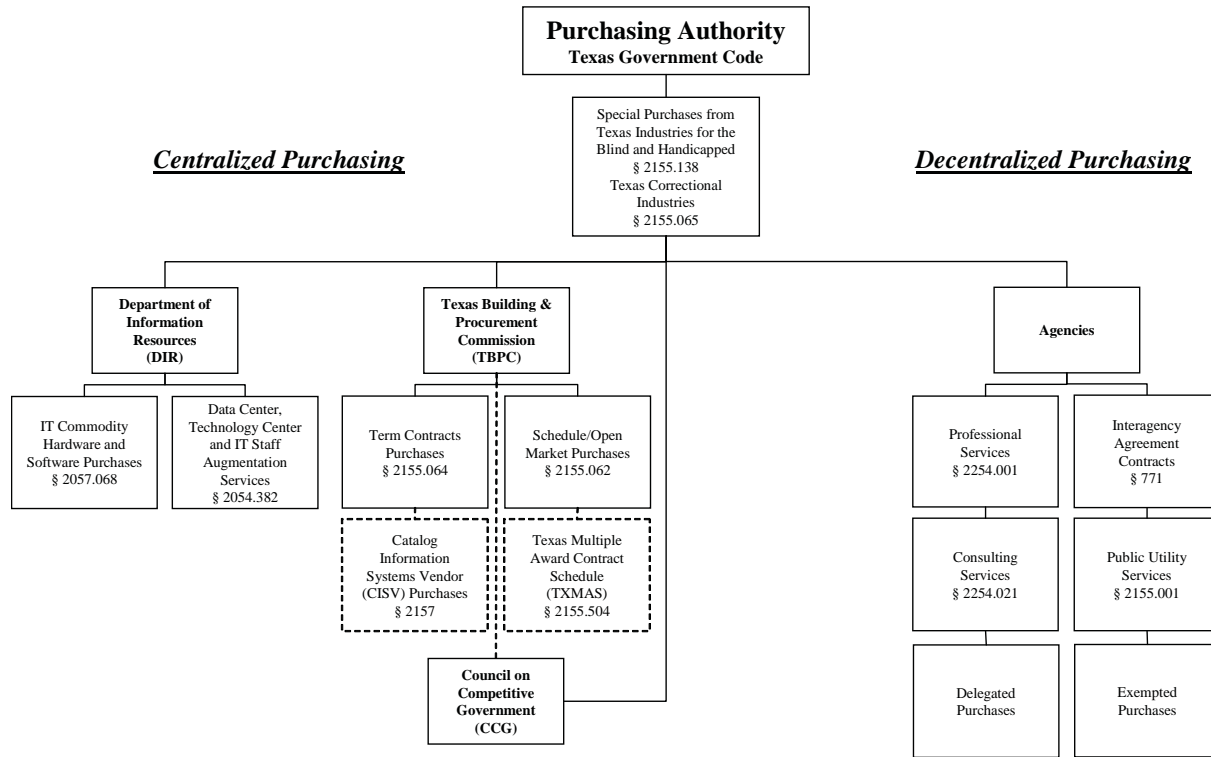 Purchasing Authority
Texas Government Code
Special Purchases from
Texas Industries for the
Blind and Handicapped
§ 2155.138
Texas Correctional
Industries
§ 2155.065
Centralized Purchasing
Decentralized Purchasing
Department of
Information
Resources
(DIR)
Texas Building &
Procurement
Commission
(TBPC)
Agencies
IT Commodity
Hardware and
Software Purchases
§ 2057.068
Data Center,
Technology Center
and IT Staff
Augmentation
Services
§ 2054.382
Term Contracts
Purchases
§ 2155.064
Schedule/Open
Market Purchases
§ 2155.062
Professional
Services
§ 2254.001
Interagency
Agreement
Contracts
§ 771
Catalog
Information
Systems Vendor
(CISV) Purchases
§ 2157
Texas Multiple
Award Contract
Schedule
(TXMAS)
§ 2155.504
Consulting
Services
§ 2254.021
Public Utility
Services
§ 2155.001
Council on
Competitive
Government
(CCG)
Delegated
Purchases
Exempted
Purchases